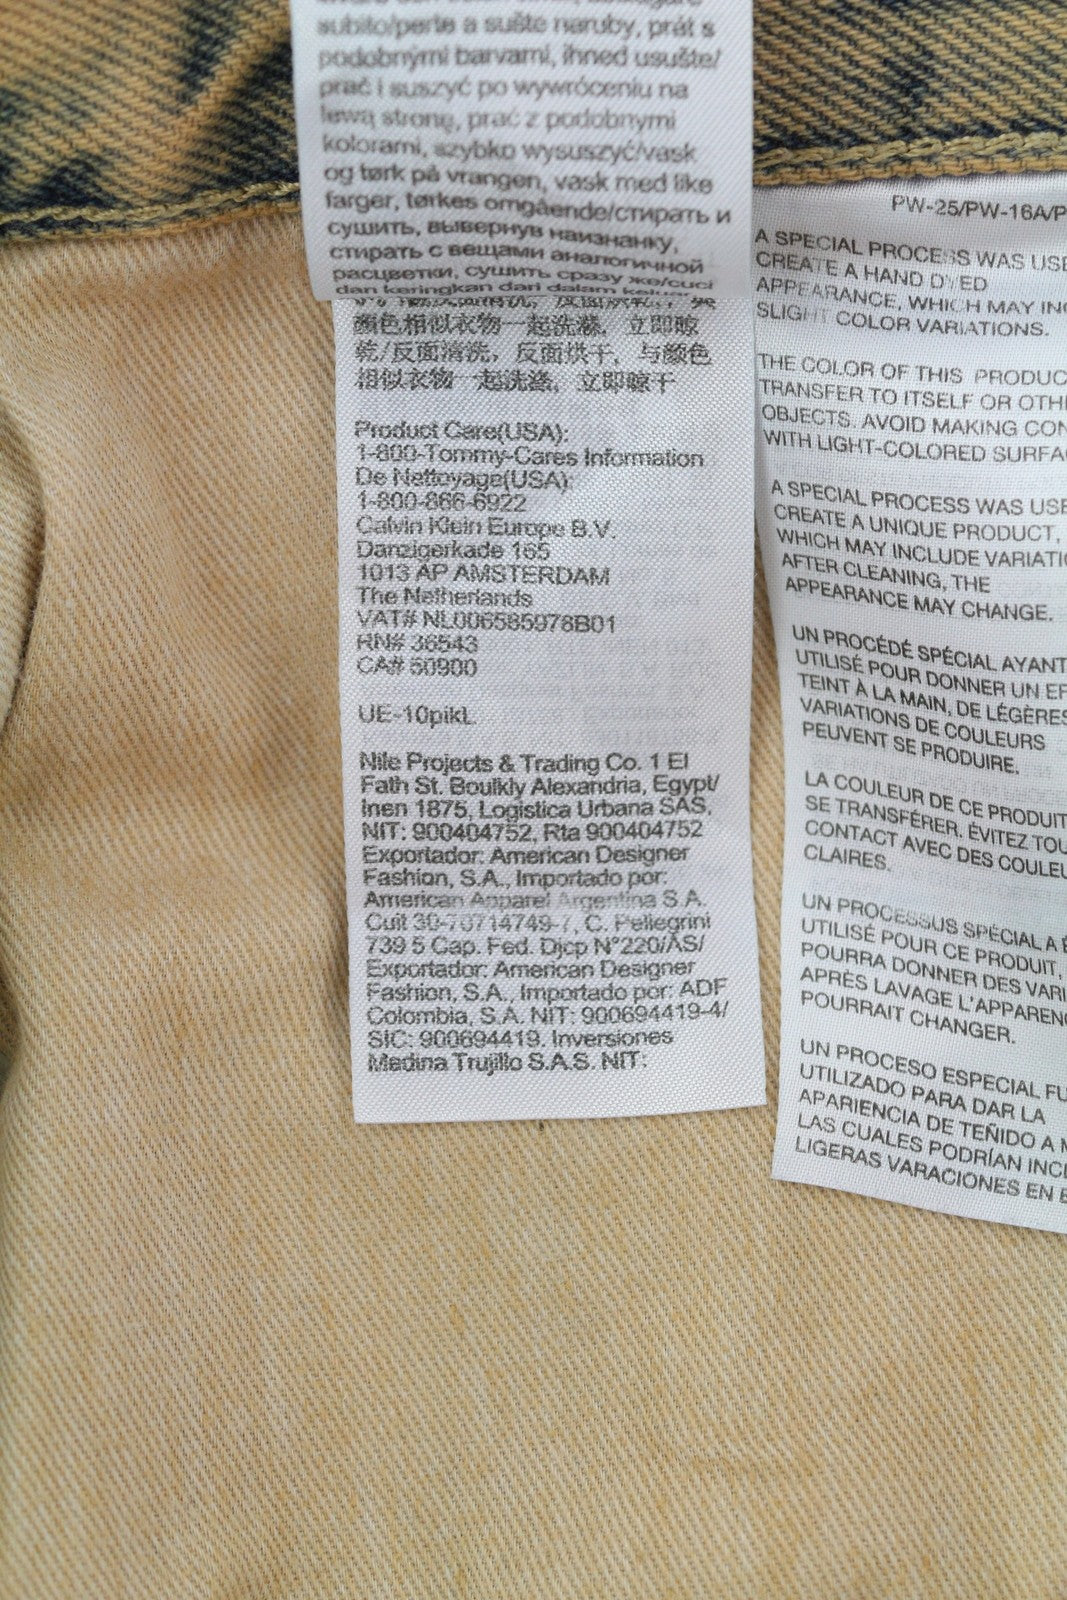 subito/perte a sušte naruby, prát s
podobnými barvami, ihned usušte/
prać i suszyć po wywróceniu na
lewą stronę, prać z podobnymi
kolorami, szybko wysuszyć/vask
og tørk på vrangen, vask med like
farger, tørkes omgående/стирать и
сушить, вывернув наизнанку,
стирать с вещами аналогичной
расцветки, сушить сразу же/cuci
dan keringkan dari dalam keluar
顏色相似衣物一起洗滌，立即晾
乾/反面清洗，反面烘干，与颜色
相似衣物一起洗涤，立即晾干
Product Care(USA):
1-800-Tommy-Cares Information
De Nettoyage(USA):
1-800-866-6922
Calvin Klein Europe B.V.
Danzigerkade 165
1013 AP AMSTERDAM
The Netherlands
VAT# NL006585978B01
RN# 36543
CA# 50900
UE-10pikL
Nile Projects & Trading Co. 1 El
Fath St. Boulkly Alexandria, Egypt/
Inen 1875, Logistica Urbana SAS,
NIT: 900404752, Rta 900404752
Exportador: American Designer
Fashion, S.A., Importado por:
American Apparel Argentina S.A.
Cuit 30-70714749-7, C. Pellegrini
739 5 Cap. Fed. Djcp N°220/ÄS/
Exportador: American Designer
Fashion, S.A., Importado por: ADF
Colombia, S.A. NIT: 900694419-4/
SIC: 900694419. Inversiones
Medina Trujillo S.A.S. NIT:
PW-25/PW-16A/P
A SPECIAL PROCESS WAS USE
CREATE A HAND DYED
APPEARANCE, WHICH MAY IN
SLIGHT COLOR VARIATIONS.
THE COLOR OF THIS PRODUC
TRANSFER TO ITSELF OR OTH
OBJECTS. AVOID MAKING CON
WITH LIGHT-COLORED SURFA
A SPECIAL PROCESS WAS USE
CREATE A UNIQUE PRODUCT,
WHICH MAY INCLUDE VARIATIO
AFTER CLEANING, THE
APPEARANCE MAY CHANGE.
UN PROCÉDÉ SPÉCIAL AYANT
UTILISÉ POUR DONNER UN EF
TEINT À LA MAIN, DE LÉGÈRES
VARIATIONS DE COULEURS
PEUVENT SE PRODUIRE.
LA COULEUR DE CE PRODUIT
SE TRANSFÉRER. ÉVITEZ TOU
CONTACT AVEC DES COULEU
CLAIRES.
UN PROCESSUS SPÉCIAL A É
UTILISÉ POUR CE PRODUIT,
POURRA DONNER DES VARI
APRÈS LAVAGE L'APPAREN
POURRAIT CHANGER.
UN PROCESO ESPECIAL FU
UTILIZADO PARA DAR LA
APARIENCIA DE TEÑIDO A M
LAS CUALES PODRÍAN INCL
LIGERAS VARACIONES EN E